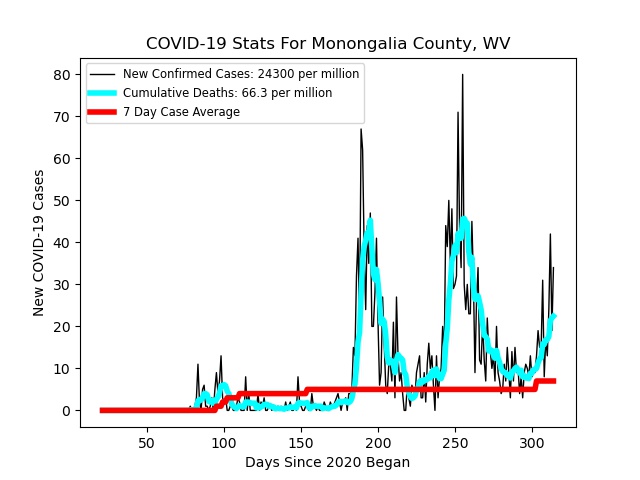 COVID-19 Stats For Monongalia County, WV
New Confirmed Cases: 24300 per million
Cumulative Deaths: 66.3 per million
7 Day Case Average
New COVID-19 Cases
80
70
60
50
40
30
20
10
0
50 100 150 200 250 300
Days Since 2020 Began